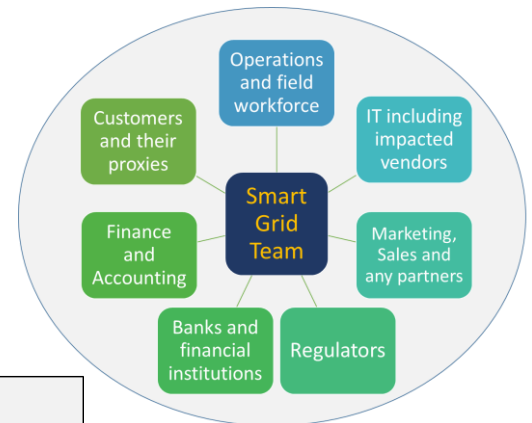 Operations
and field
workforce
IT including
impacted
vendors
Marketing,
Sales and
any partners
Regulators
Banks and
financial
institutions
Finance
and
Accounting
Customers
and their
proxies
Smart
Grid
Team